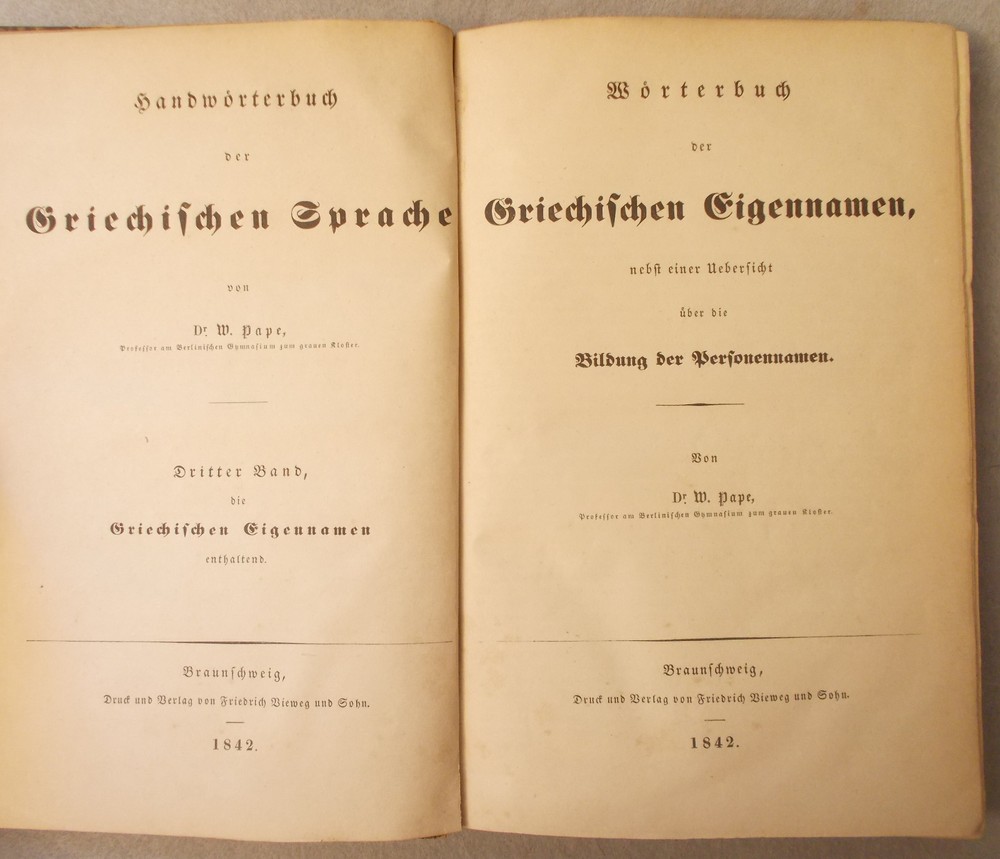 Handwörterbuch
der
Griechischen Sprache
von
Dr. W. Pape,
Professor am Berlinischen Gymnasium zum grauen Kloster.
Dritter Band,
die
Griechischen Eigennamen
enthaltend.
Braunschweig,
Druck und Verlag von Friedrich Vieweg und Sohn.
1842.
Wörterbuch
der
Griechischen Eigennamen,
nebst einer Uebersicht
über die
Bildung der Personennamen.
Von
Dr. W. Pape,
Professor am Berlinischen Gymnasium zum grauen Kloster.
Braunschweig,
Druck und Verlag von Friedrich Vieweg und Sohn.
1842.